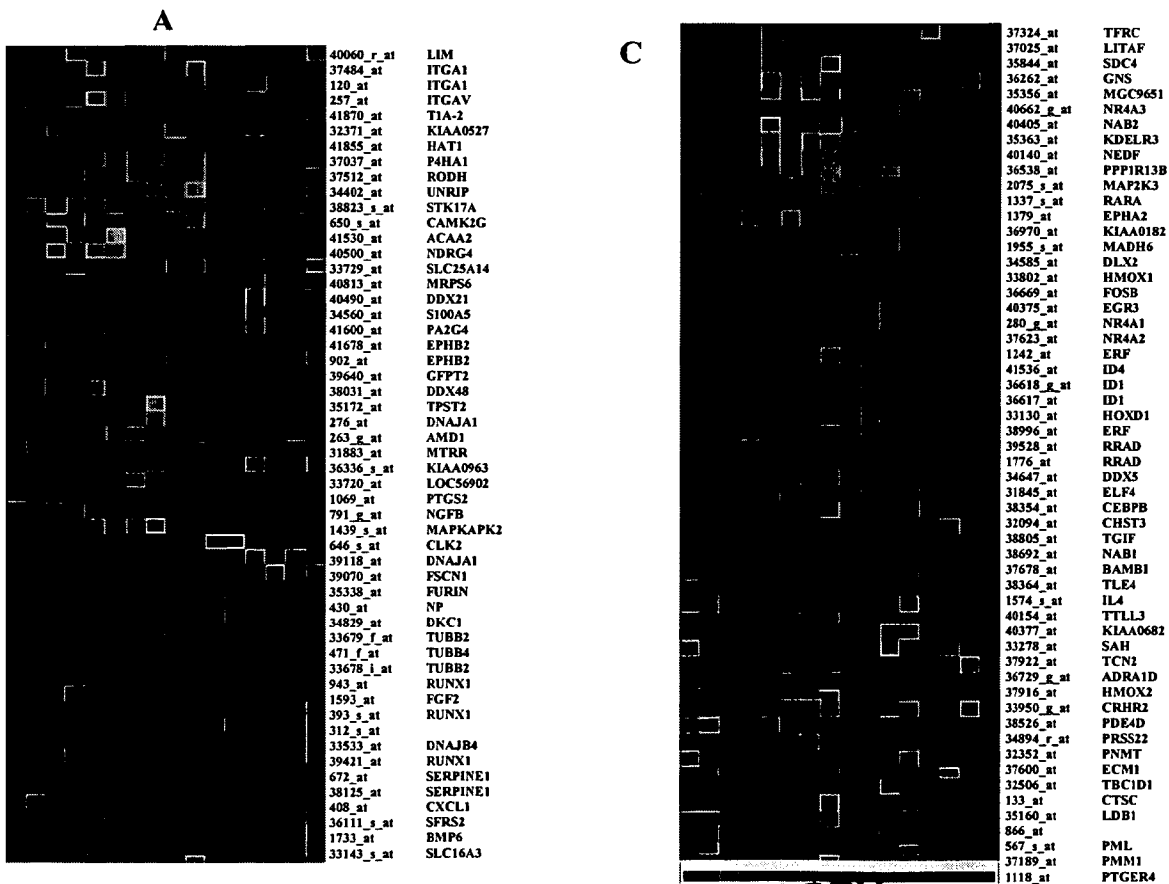 A
40060_r_at LIM
37484_at ITGA1
120_at ITGA1
257_at ITGAV
41870_at T1A-2
32371_at KIAA0527
41855_at HAT1
37037_at P4HA1
37512_at RODH
34402_at UNRIP
38823_s_at STK17A
650_s_at CAMK2G
41530_at ACAA2
40500_at NDRG4
33729_at SLC25A14
40813_at MRPS6
40490_at DDX21
34560_at S100A5
41600_at PA2G4
41678_at EPHB2
902_at EPHB2
39640_at GFPT2
38031_at DDX48
35172_at TPST2
276_at DNAJA1
263_g_at AMD1
31883_at MTRR
36336_s_at KIAA0963
33720_at LOC56902
1069_at PTGS2
791_g_at NGFB
1439_s_at MAPKAPK2
646_s_at CLK2
39118_at DNAJA1
39070_at FSCN1
35338_at FURIN
430_at NP
34829_at DKC1
33679_f_at TUBB2
471_f_at TUBB4
33678_i_at TUBB2
943_at RUNX1
1593_at FGF2
393_s_at RUNX1
312_s_at
33533_at DNAJB4
39421_at RUNX1
672_at SERPINE1
38125_at SERPINE1
408_at CXCL1
36111_s_at SFRS2
1733_at BMP6
33143_s_at SLC16A3
C
37324_at TFRC
37025_at LITAF
35844_at SDC4
36262_at GNS
35356_at MGC9651
40662_g_at NR4A3
40405_at NAB2
35363_at KDELR3
40140_at NEDF
36538_at PPP1R13B
2075_s_at MAP2K3
1337_s_at RARA
1379_at EPHA2
36970_at KIAA0182
1955_s_at MADH6
34585_at DLX2
33802_at HMOX1
36669_at FOSB
40375_at EGR3
280_g_at NR4A1
37623_at NR4A2
1242_at ERF
41536_at ID4
36618_g_at ID1
36617_at ID1
33130_at HOXD1
38996_at ERF
39528_at RRAD
1776_at RRAD
34647_at DDX5
31845_at ELF4
38354_at CEBPB
32094_at CHST3
38805_at TGIF
38692_at NAB1
37678_at BAMB1
38364_at TLE4
1574_s_at IL4
40154_at TTLL3
40377_at KIAA0682
33278_at SAH
37922_at TCN2
36729_g_at ADRA1D
37916_at HMOX2
33950_g_at CRHR2
38526_at PDE4D
34894_r_at PRSS22
32352_at PNMT
37600_at ECM1
32506_at TBC1D1
133_at CTSC
35160_at LDB1
866_at
567_s_at PML
37189_at PMM1
1118_at PTGER4